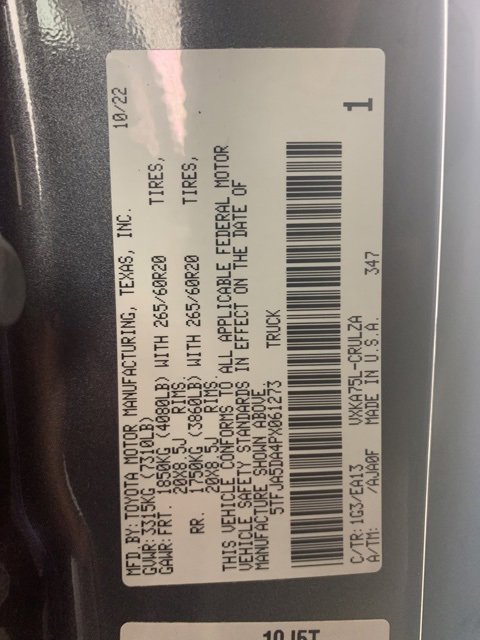 MFD.BY:TOYOTA MOTOR MANUFACTURING, TEXAS, INC. 10/22
GVWR:3315KG (7310LB)
GAWR:FRT. 1850KG (4080LB) WITH 265/60R20 TIRES,
20X8.5J RIMS
RR. 1750KG (3860LB) WITH 265/60R20 TIRES,
20X8.5J RIMS.
THIS VEHICLE CONFORMS TO ALL APPLICABLE FEDERAL MOTOR
VEHICLE SAFETY STANDARDS IN EFFECT ON THE DATE OF
MANUFACTURE SHOWN ABOVE.
5TFJA5DA4PX061273 TRUCK
C/TR:1G3/EA13 VXKA75L-CRULZA
A/TM: /AJA0F MADE IN U.S.A. 347
1
10J5T